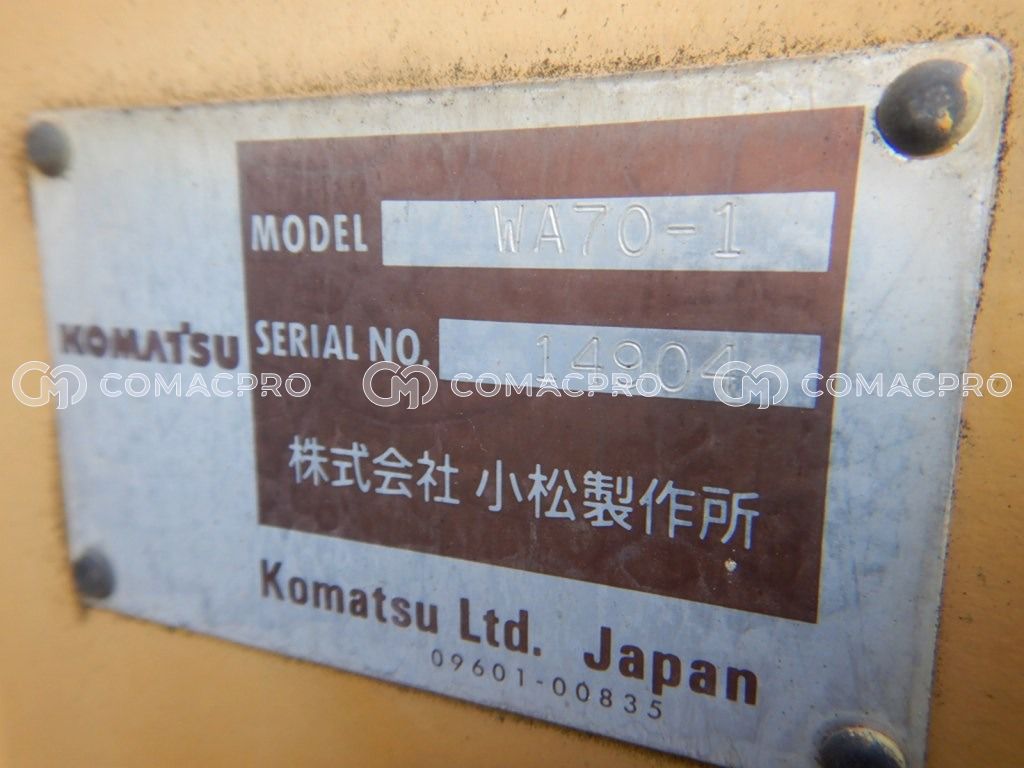 MODEL WA70-1
KOMATSU
SERIAL NO. 14904
COMACPRO COMACPRO COMACPRO
株式会社 小松製作所
Komatsu Ltd. Japan
09601-00835